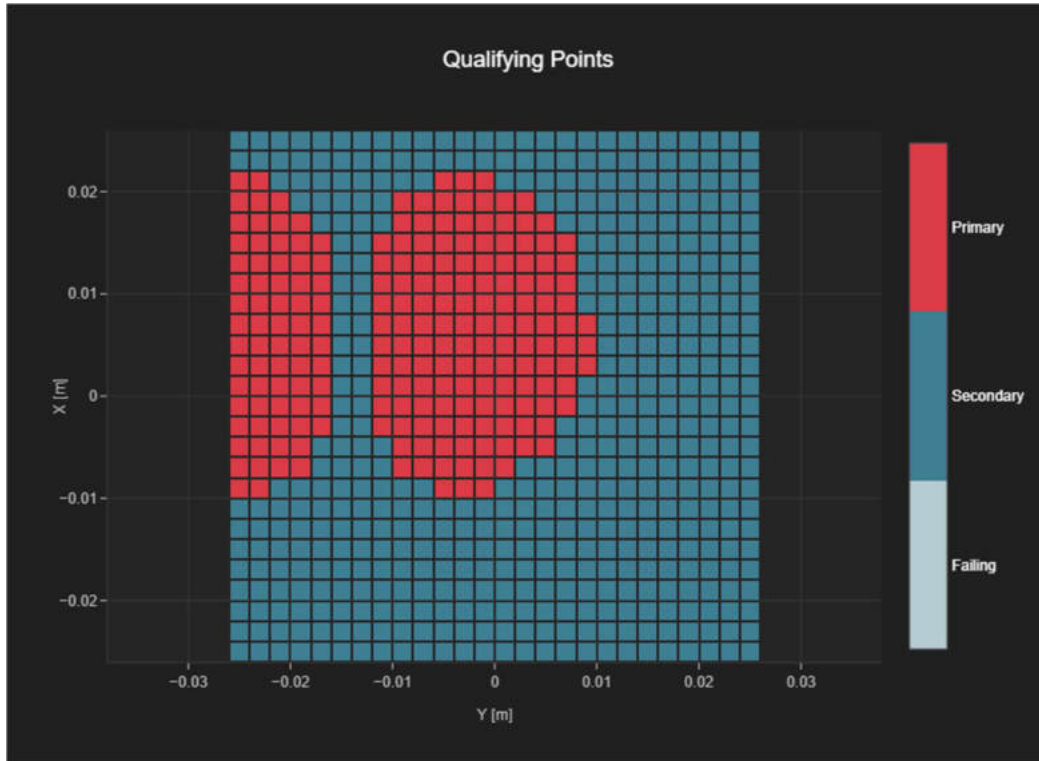 Qualifying Points
0.02
0.01
0
−0.01
−0.02
X [m]
−0.03
−0.02
−0.01
0
0.01
0.02
0.03
Y [m]
Primary
Secondary
Failing